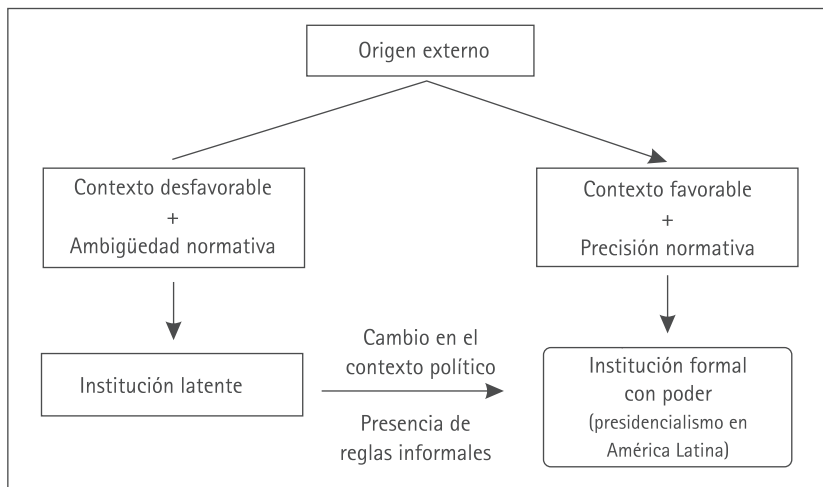 Origen externo
Contexto desfavorable
+
Ambigüedad normativa
Contexto favorable
+
Precisión normativa
Institución latente
Cambio en el
contexto político
Presencia de
reglas informales
Institución formal
con poder
(presidencialismo en
América Latina)